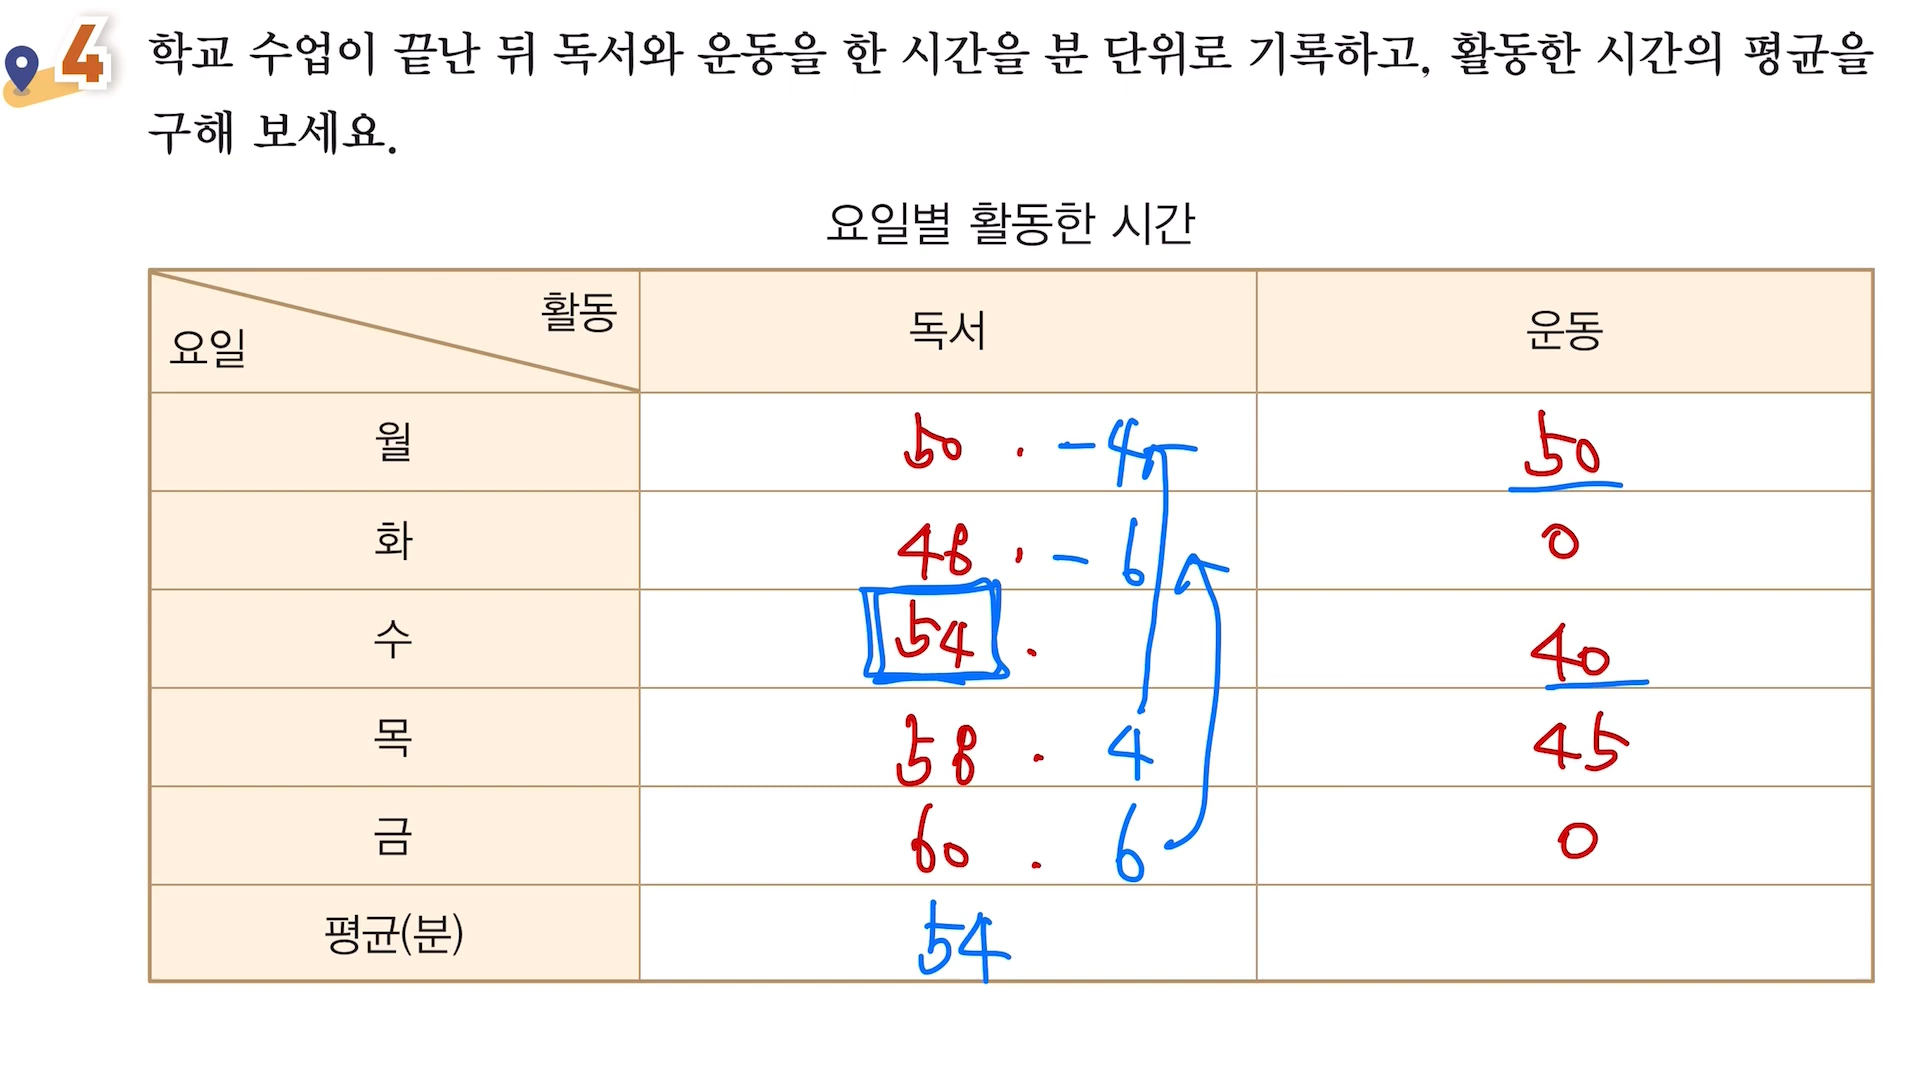 4 학교 수업이 끝난 뒤 독서와 운동을 한 시간을 분 단위로 기록하고, 활동한 시간의 평균을
구해 보세요.
요일별 활동한 시간
활동
요일
독서
운동
월 50 · -4 50
화 48 · -6 0
수 54 · 40
목 58 · 4 45
금 60 · 6 0
평균(분) 54